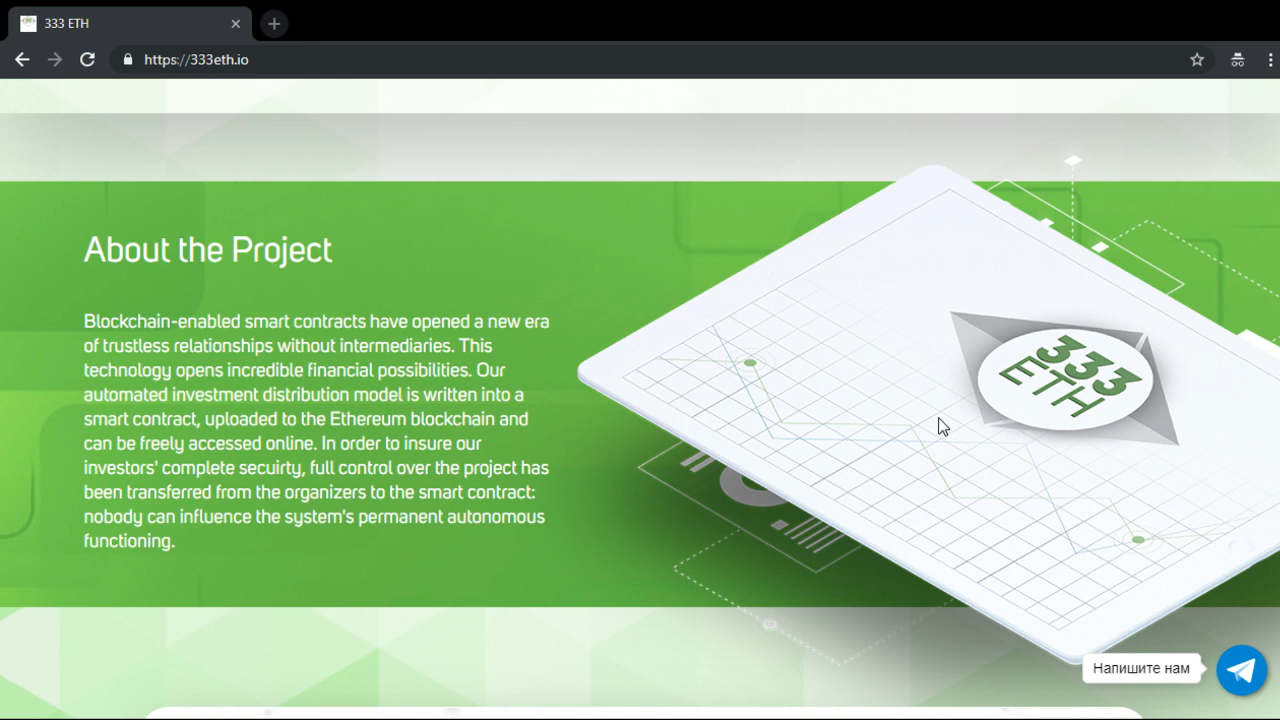 333 ETH
https://333eth.io
About the Project
Blockchain-enabled smart contracts have opened a new era
of trustless relationships without intermediaries. This
technology opens incredible financial possibilities. Our
automated investment distribution model is written into a
smart contract, uploaded to the Ethereum blockchain and
can be freely accessed online. In order to insure our
investors' complete secuirty, full control over the project has
been transferred from the organizers to the smart contract:
nobody can influence the system's permanent autonomous
functioning.
333
ETH
Напишите нам